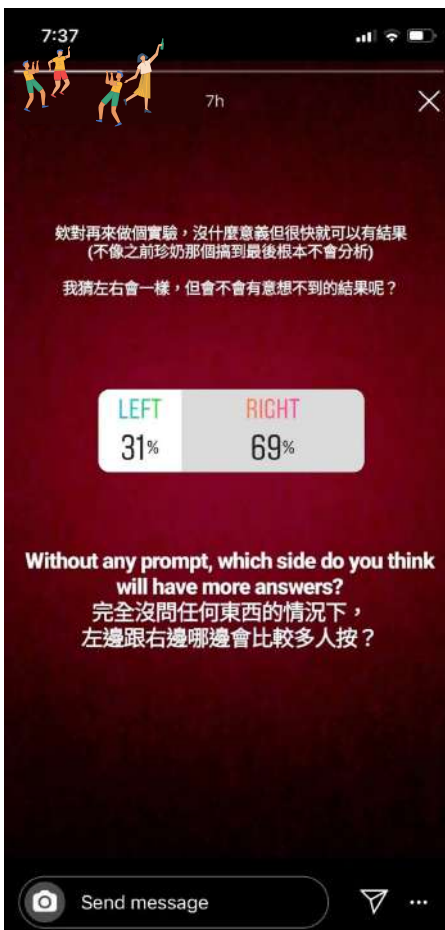 7:37
7h
欸對再來做個實驗，沒什麼意義但很快就可以有結果
(不像之前珍奶那個搞到最後根本不會分析)
我猜左右會一樣，但會不會有意想不到的結果呢？
LEFT RIGHT
31% 69%
Without any prompt, which side do you think
will have more answers?
完全沒問任何東西的情況下，
左邊跟右邊哪邊會比較多人按？
Send message